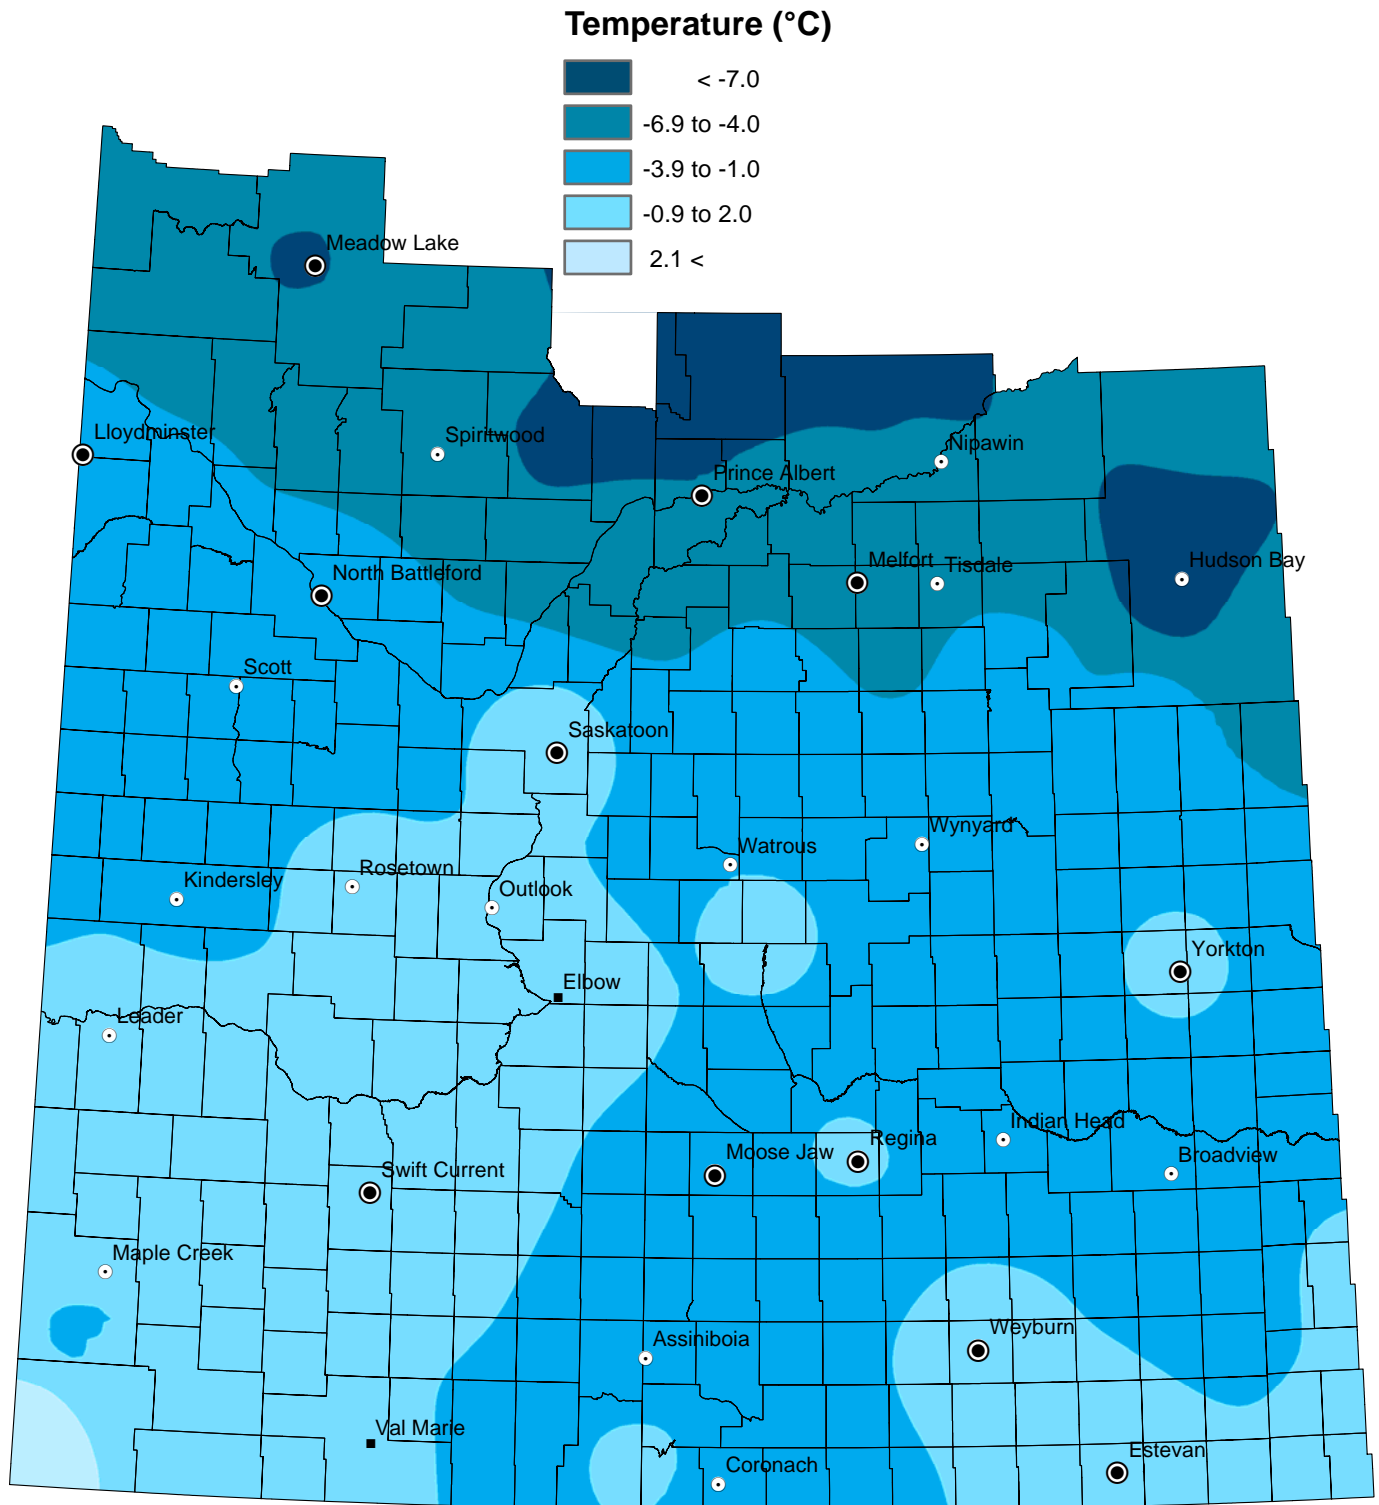 Temperature (°C)
< -7.0
-6.9 to -4.0
-3.9 to -1.0
-0.9 to 2.0
2.1 <
Meadow Lake
Lloydminster
Spiritwood
Nipawin
Prince Albert
Melfort
Tisdale
Hudson Bay
North Battleford
Scott
Saskatoon
Wynyard
Watrous
Rosetown
Kindersley
Outlook
Yorkton
Elbow
Leader
Indian Head
Regina
Moose Jaw
Broadview
Swift Current
Maple Creek
Weyburn
Assiniboia
Val Marie
Estevan
Coronach